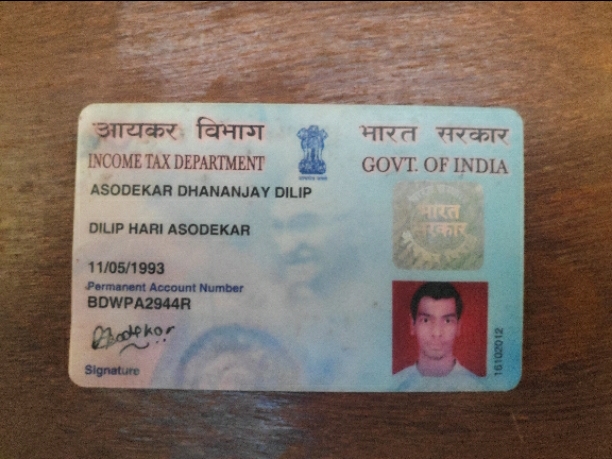 आयकर विभाग
INCOME TAX DEPARTMENT
भारत सरकार
GOVT. OF INDIA
ASODEKAR DHANANJAY DILIP
DILIP HARI ASODEKAR
11/05/1993
Permanent Account Number
BDWPA2944R
Asodekar
Signature
भारत
सरकार
16102012